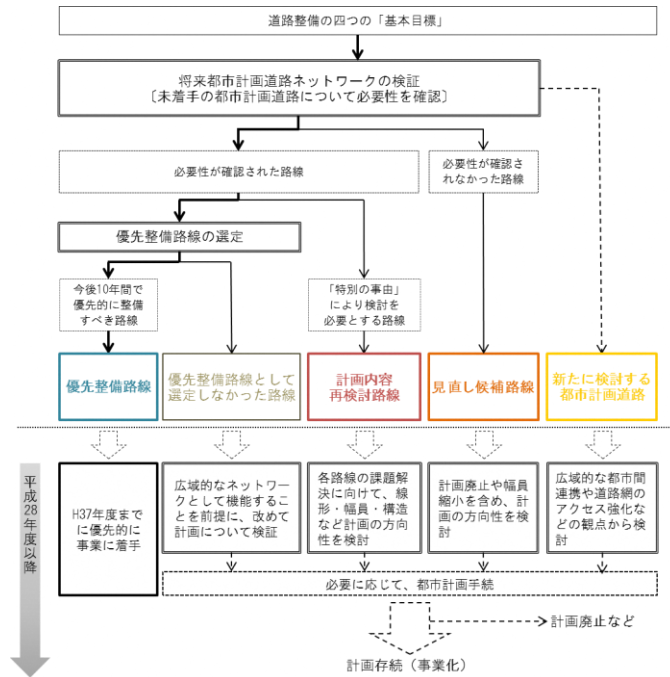 道路整備の四つの「基本目標」
将来都市計画道路ネットワークの検証
〔未着手の都市計画道路について必要性を確認〕
必要性が確認された路線
必要性が確認さ
れなかった路線
優先整備路線の選定
今後10年間で
優先的に整備
すべき路線
「特別の事由」
により検討を
必要とする路線
優先整備路線
優先整備路線として
選定しなかった路線
計画内容
再検討路線
見直し候補路線
新たに検討する
都市計画道路
平成28年度以降
H37年度まで
に優先的に
事業に着手
広域的なネットワー
クとして機能するこ
とを前提に、改めて
計画について検証
各路線の課題解
決に向けて、線
形・幅員・構造
など計画の方向
性を検討
計画廃止や幅員
縮小を含め、計
画の方向性を検
討
広域的な都市間
連携や道路網の
アクセス強化な
どの観点から検
討
必要に応じて、都市計画手続
計画廃止など
計画存続（事業化）